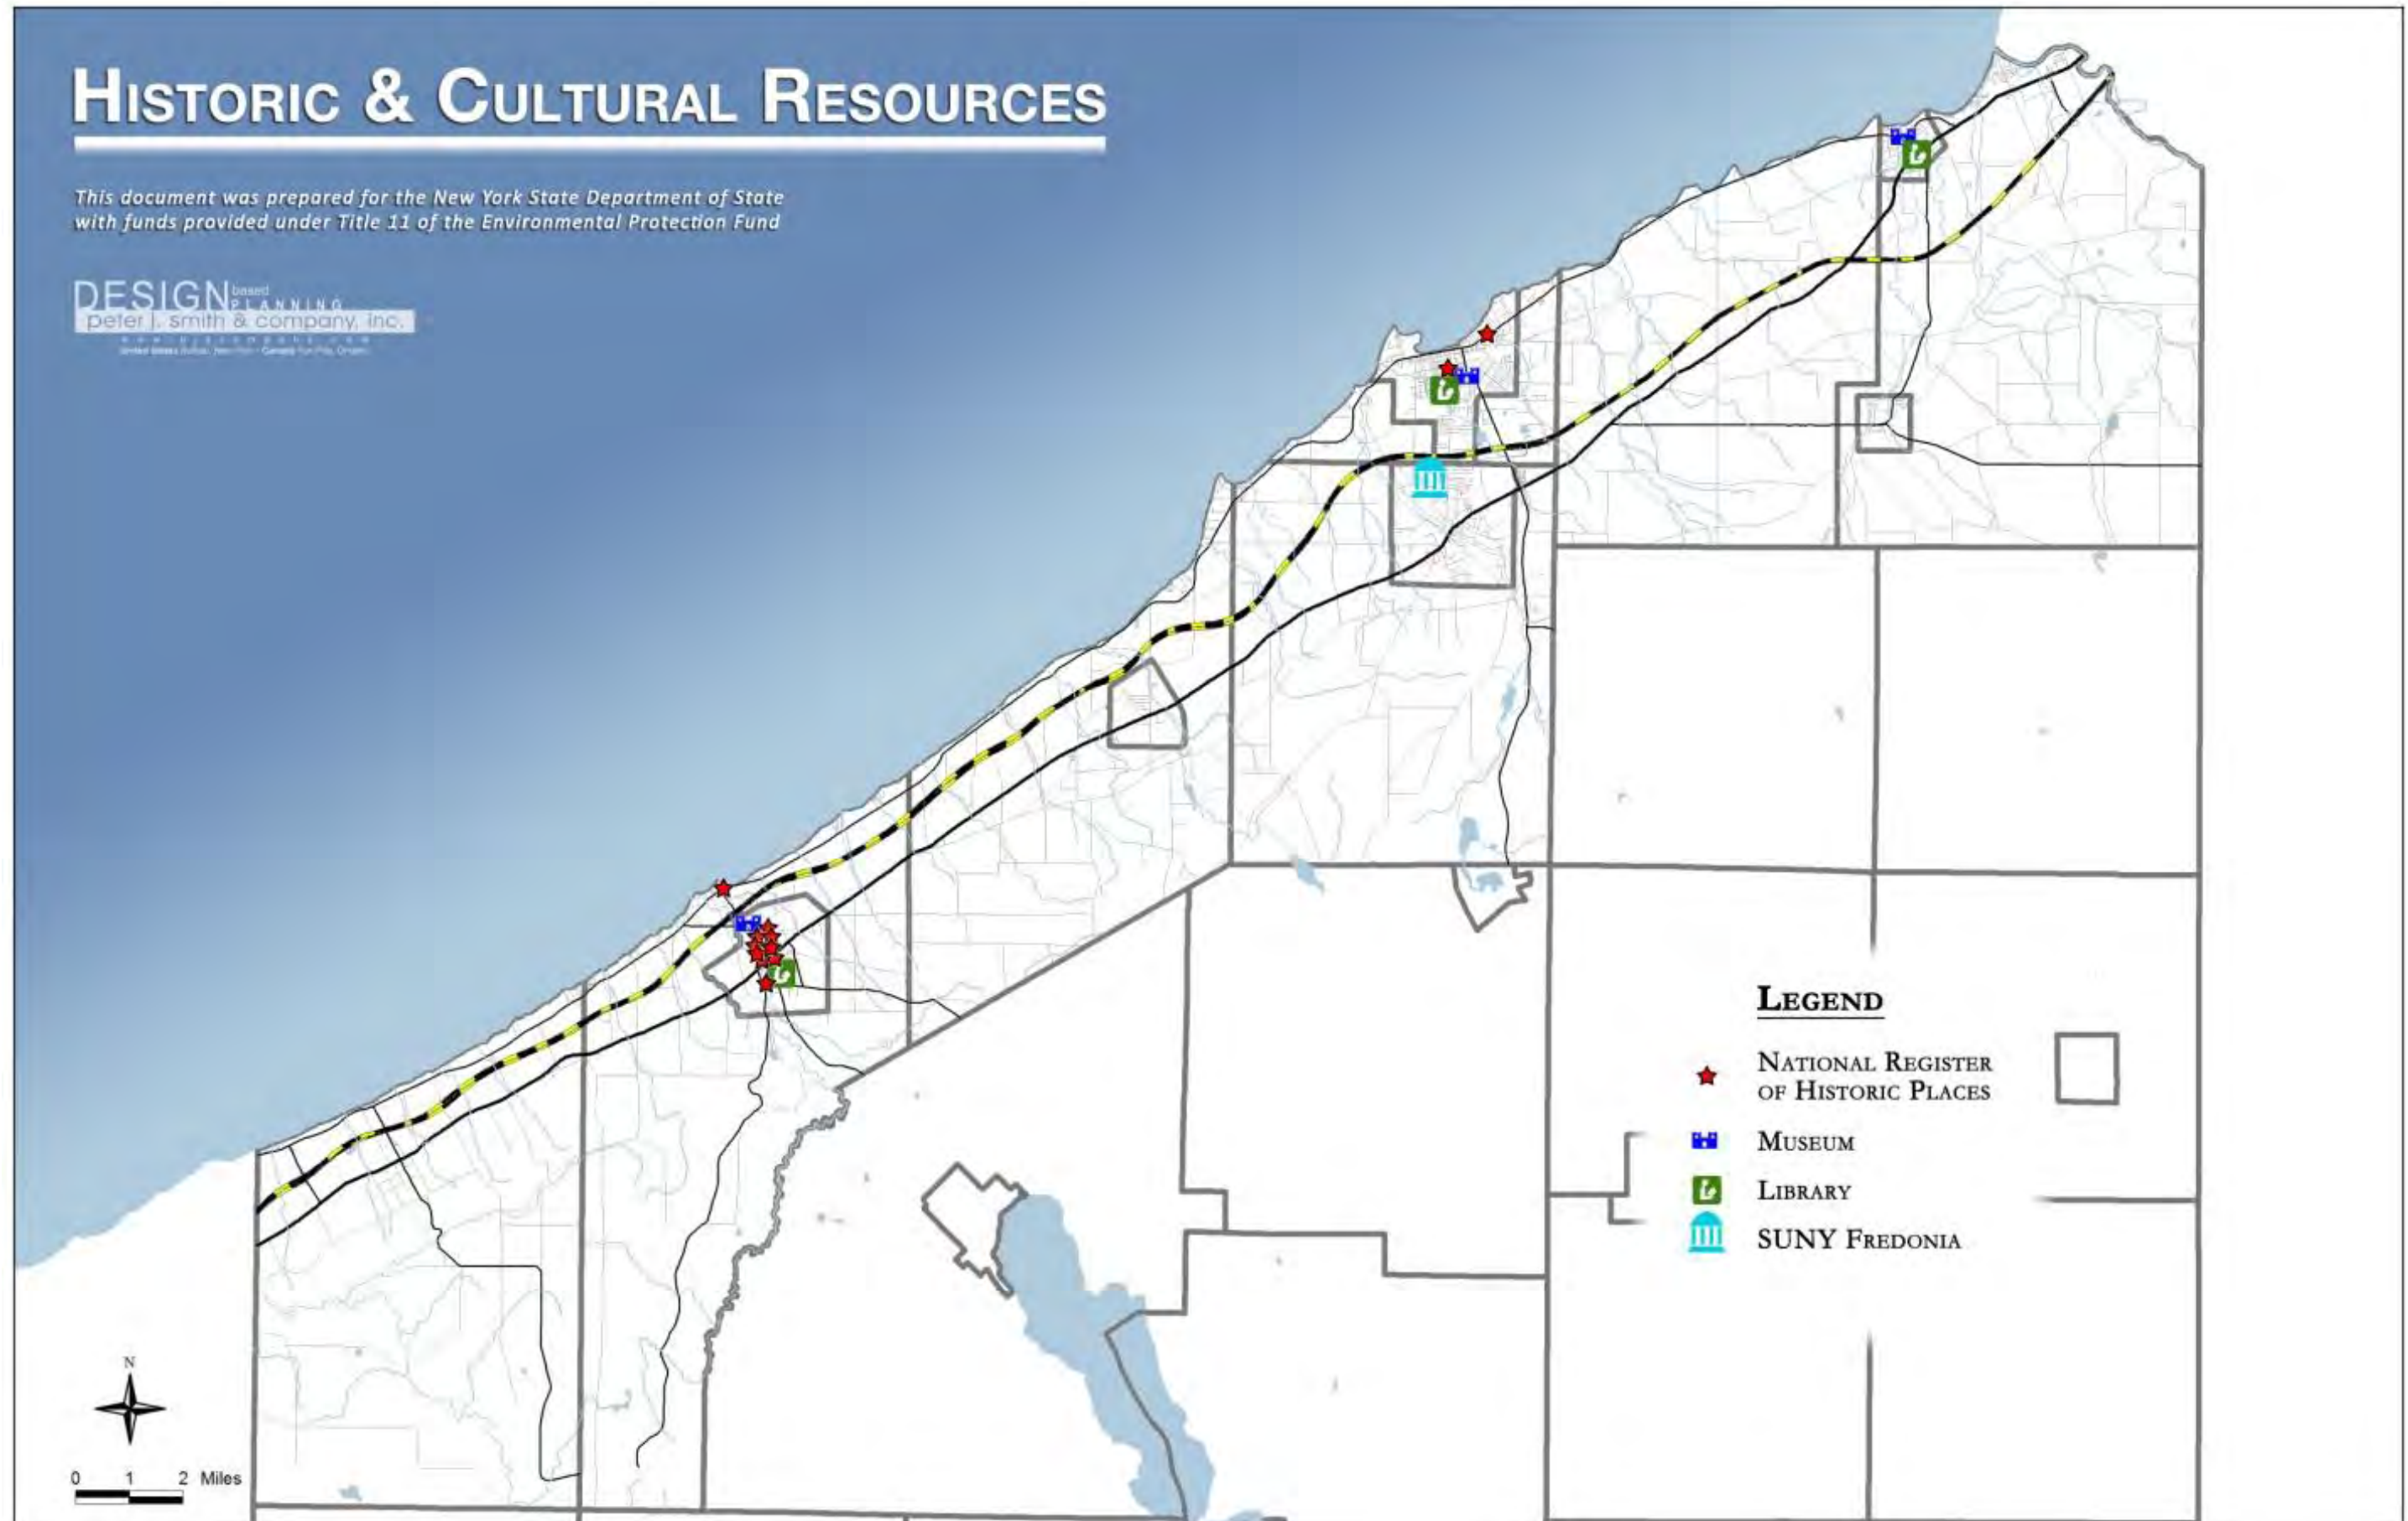 HISTORIC & CULTURAL RESOURCES
This document was prepared for the New York State Department of State
with funds provided under Title 11 of the Environmental Protection Fund
DESIGN based
PLANNING
peter j. smith & company, inc.
LEGEND
NATIONAL REGISTER
OF HISTORIC PLACES
MUSEUM
LIBRARY
SUNY FREDONIA
N
0 1 2 Miles